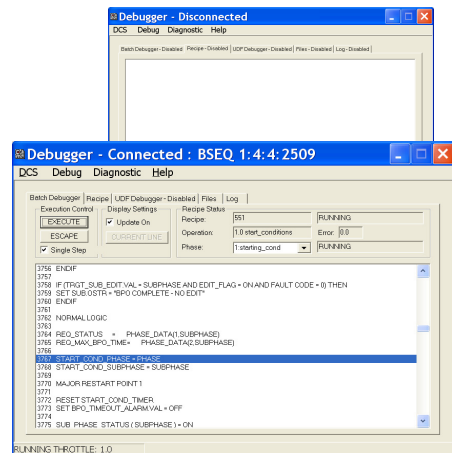 Debugger - Disconnected
DCS Debug Diagnostic Help
Batch Debugger - Disabled Recipe - Disabled UDF Debugger - Disabled Files - Disabled Log - Disabled
Debugger - Connected : BSEQ 1:4:4:2509
DCS Debug Diagnostic Help
Batch Debugger Recipe UDF Debugger - Disabled Files Log
Execution Control Display Settings Recipe Status
EXECUTE Update On Recipe: 551 RUNNING
ESCAPE CURRENT LINE Operation: 1.0 start_conditions Error: 0.0
Single Step Phase: 1:starting_cond RUNNING
3756 ENDIF
3757
3758 IF (TRGT_SUB_EDIT.VAL = SUBPHASE AND EDIT_FLAG = ON AND FAULT CODE = 0) THEN
3759 SET SUB.OSTR = "BPO COMPLETE - NO EDIT"
3760 ENDIF
3761
3762 NORMAL LOGIC
3763
3764 REQ_STATUS = PHASE_DATA(1,SUBPHASE)
3765 REQ_MAX_BPO_TIME= PHASE_DATA(2,SUBPHASE)
3766
3767 START_COND_PHASE = PHASE
3768 START_COND_SUBPHASE = SUBPHASE
3769
3770 MAJOR RESTART POINT 1
3771
3772 RESET START_COND_TIMER
3773 SET BPO_TIMEOUT_ALARM.VAL = OFF
3774
3775 SUB_PHASE_STATUS ( SUBPHASE ) = ON
RUNNING THROTTLE: 1.0